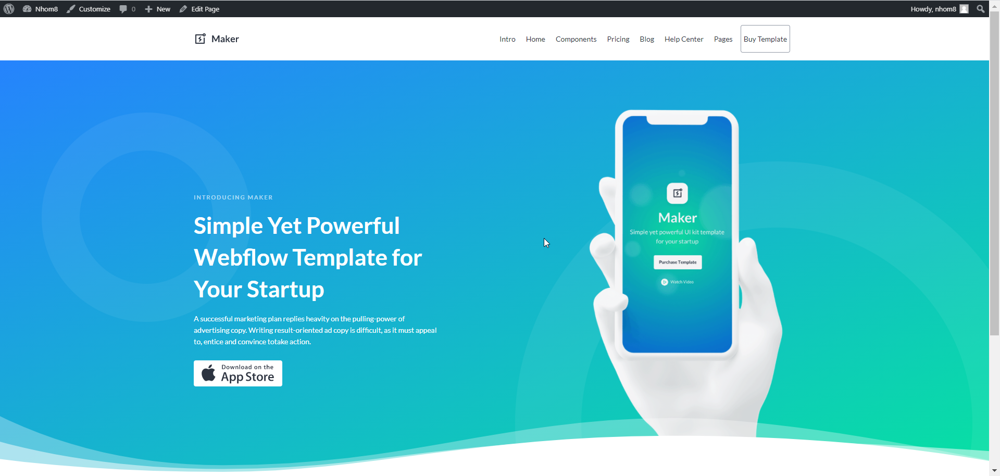 Nhom8 Customize 0 New Edit Page Howdy, nhom8
Maker Intro Home Components Pricing Blog Help Center Pages Buy Template
INTRODUCING MAKER
Simple Yet Powerful
Webflow Template for
Your Startup
A successful marketing plan replies heavity on the pulling-power of
advertising copy. Writing result-oriented ad copy is difficult, as it must appeal
to, entice and convince totake action.
Download on the
App Store
Maker
Simple yet powerful UI kit template
for your startup
Purchase Template
Watch Video